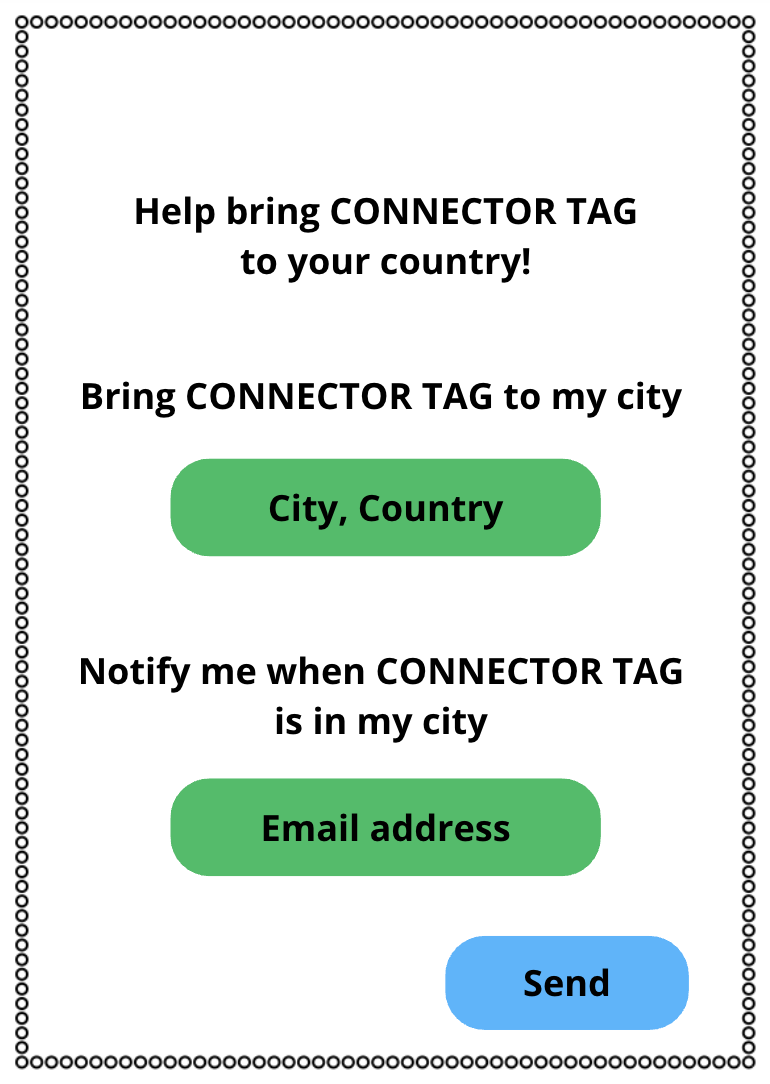 Help bring CONNECTOR TAG
to your country!
Bring CONNECTOR TAG to my city
City, Country
Notify me when CONNECTOR TAG
is in my city
Email address
Send